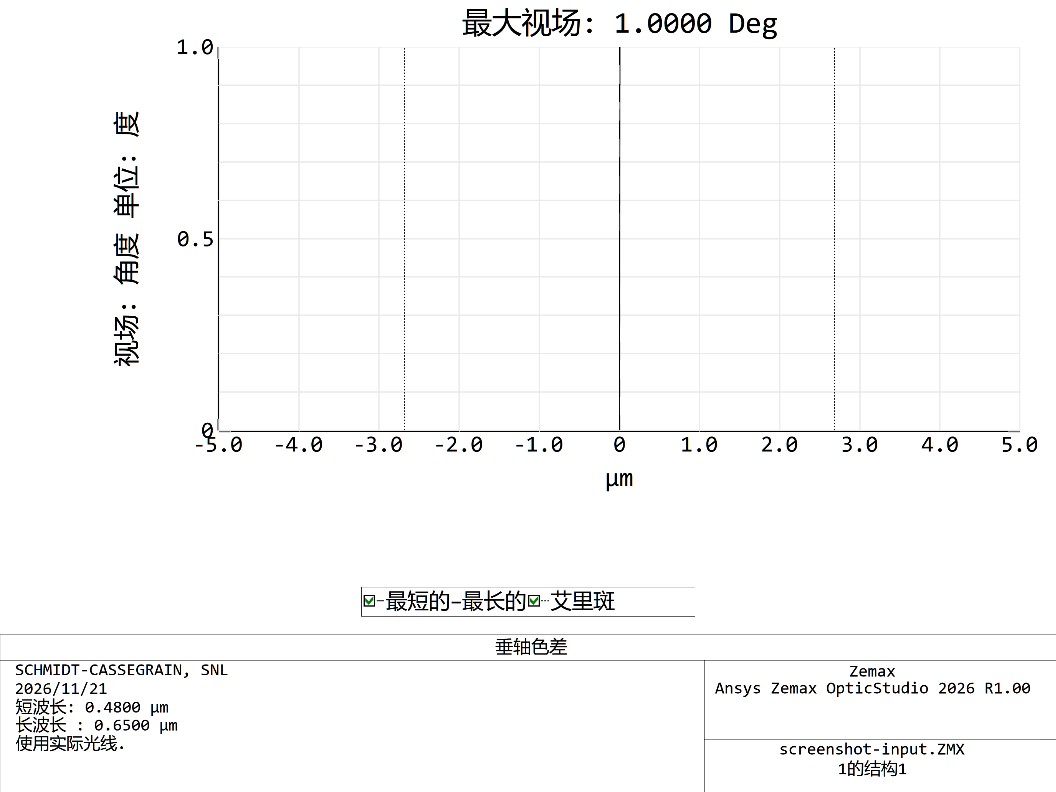 最大视场: 1.0000 Deg
1.0
0.5
0
视场: 角度 单位: 度
-5.0 -4.0 -3.0 -2.0 -1.0 0 1.0 2.0 3.0 4.0 5.0
µm
最短的-最长的 艾里斑
垂轴色差
SCHMIDT-CASSEGRAIN, SNL
2026/11/21
短波长: 0.4800 µm
长波长 : 0.6500 µm
使用实际光线.
Zemax
Ansys Zemax OpticStudio 2026 R1.00
screenshot-input.ZMX
1的结构1